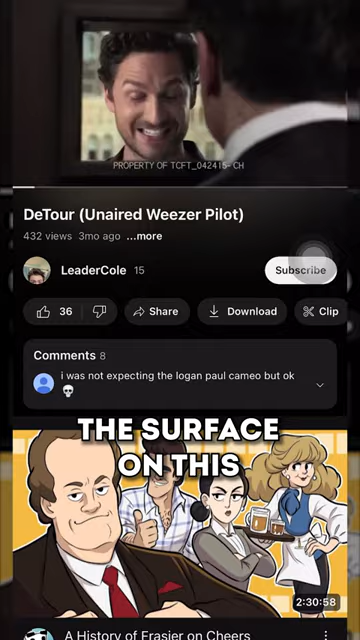 PROPERTY OF TCFT_042415- CH
DeTour (Unaired Weezer Pilot)
432 views 3mo ago ...more
LeaderCole 15
Subscribe
36
Share
Download
Clip
Comments 8
i was not expecting the logan paul cameo but ok
💀
THE SURFACE
ON THIS
2:30:58
A History of Frasier on Cheers